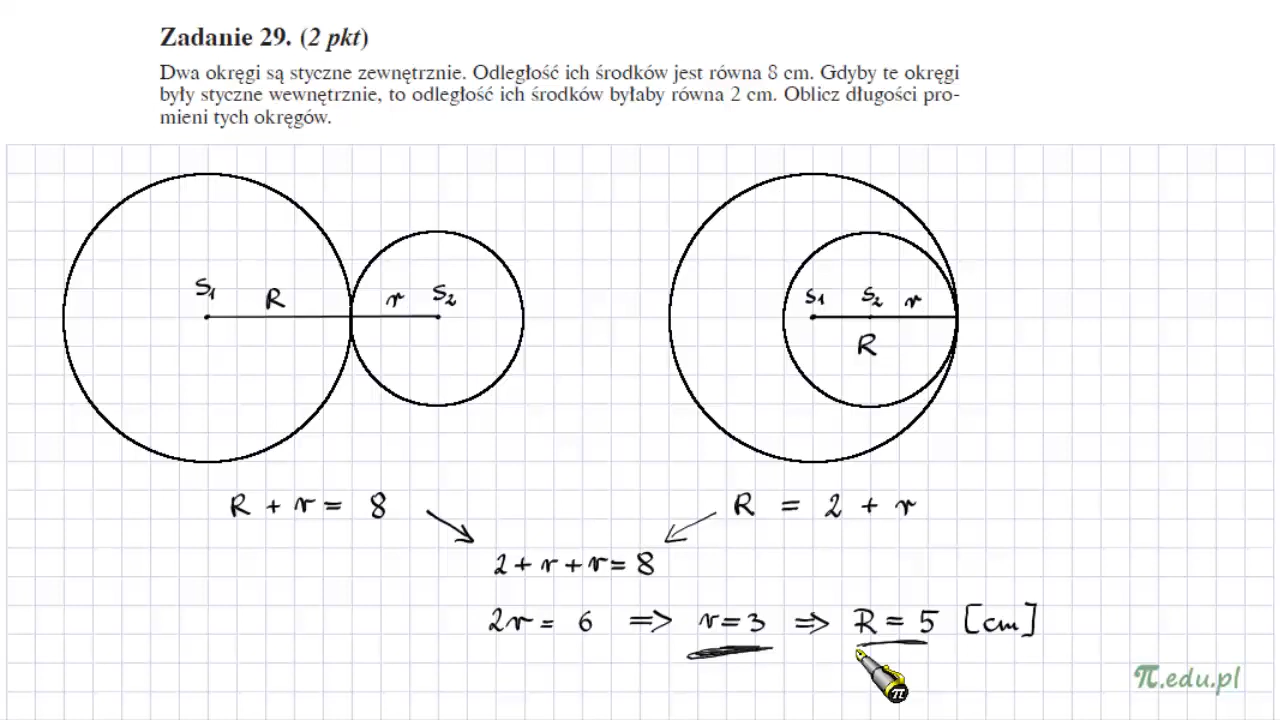 Zadanie 29. (2 pkt)
Dwa okręgi są styczne zewnętrznie. Odległość ich środków jest równa 8 cm. Gdyby te okręgi
były styczne wewnętrznie, to odległość ich środków byłaby równa 2 cm. Oblicz długości pro-
mieni tych okręgów.
S1 R r S2
S1 S2 r
R
R + r = 8
R = 2 + r
2 + r + r = 8
2r = 6 => r = 3 => R = 5 [cm]
π
π.edu.pl